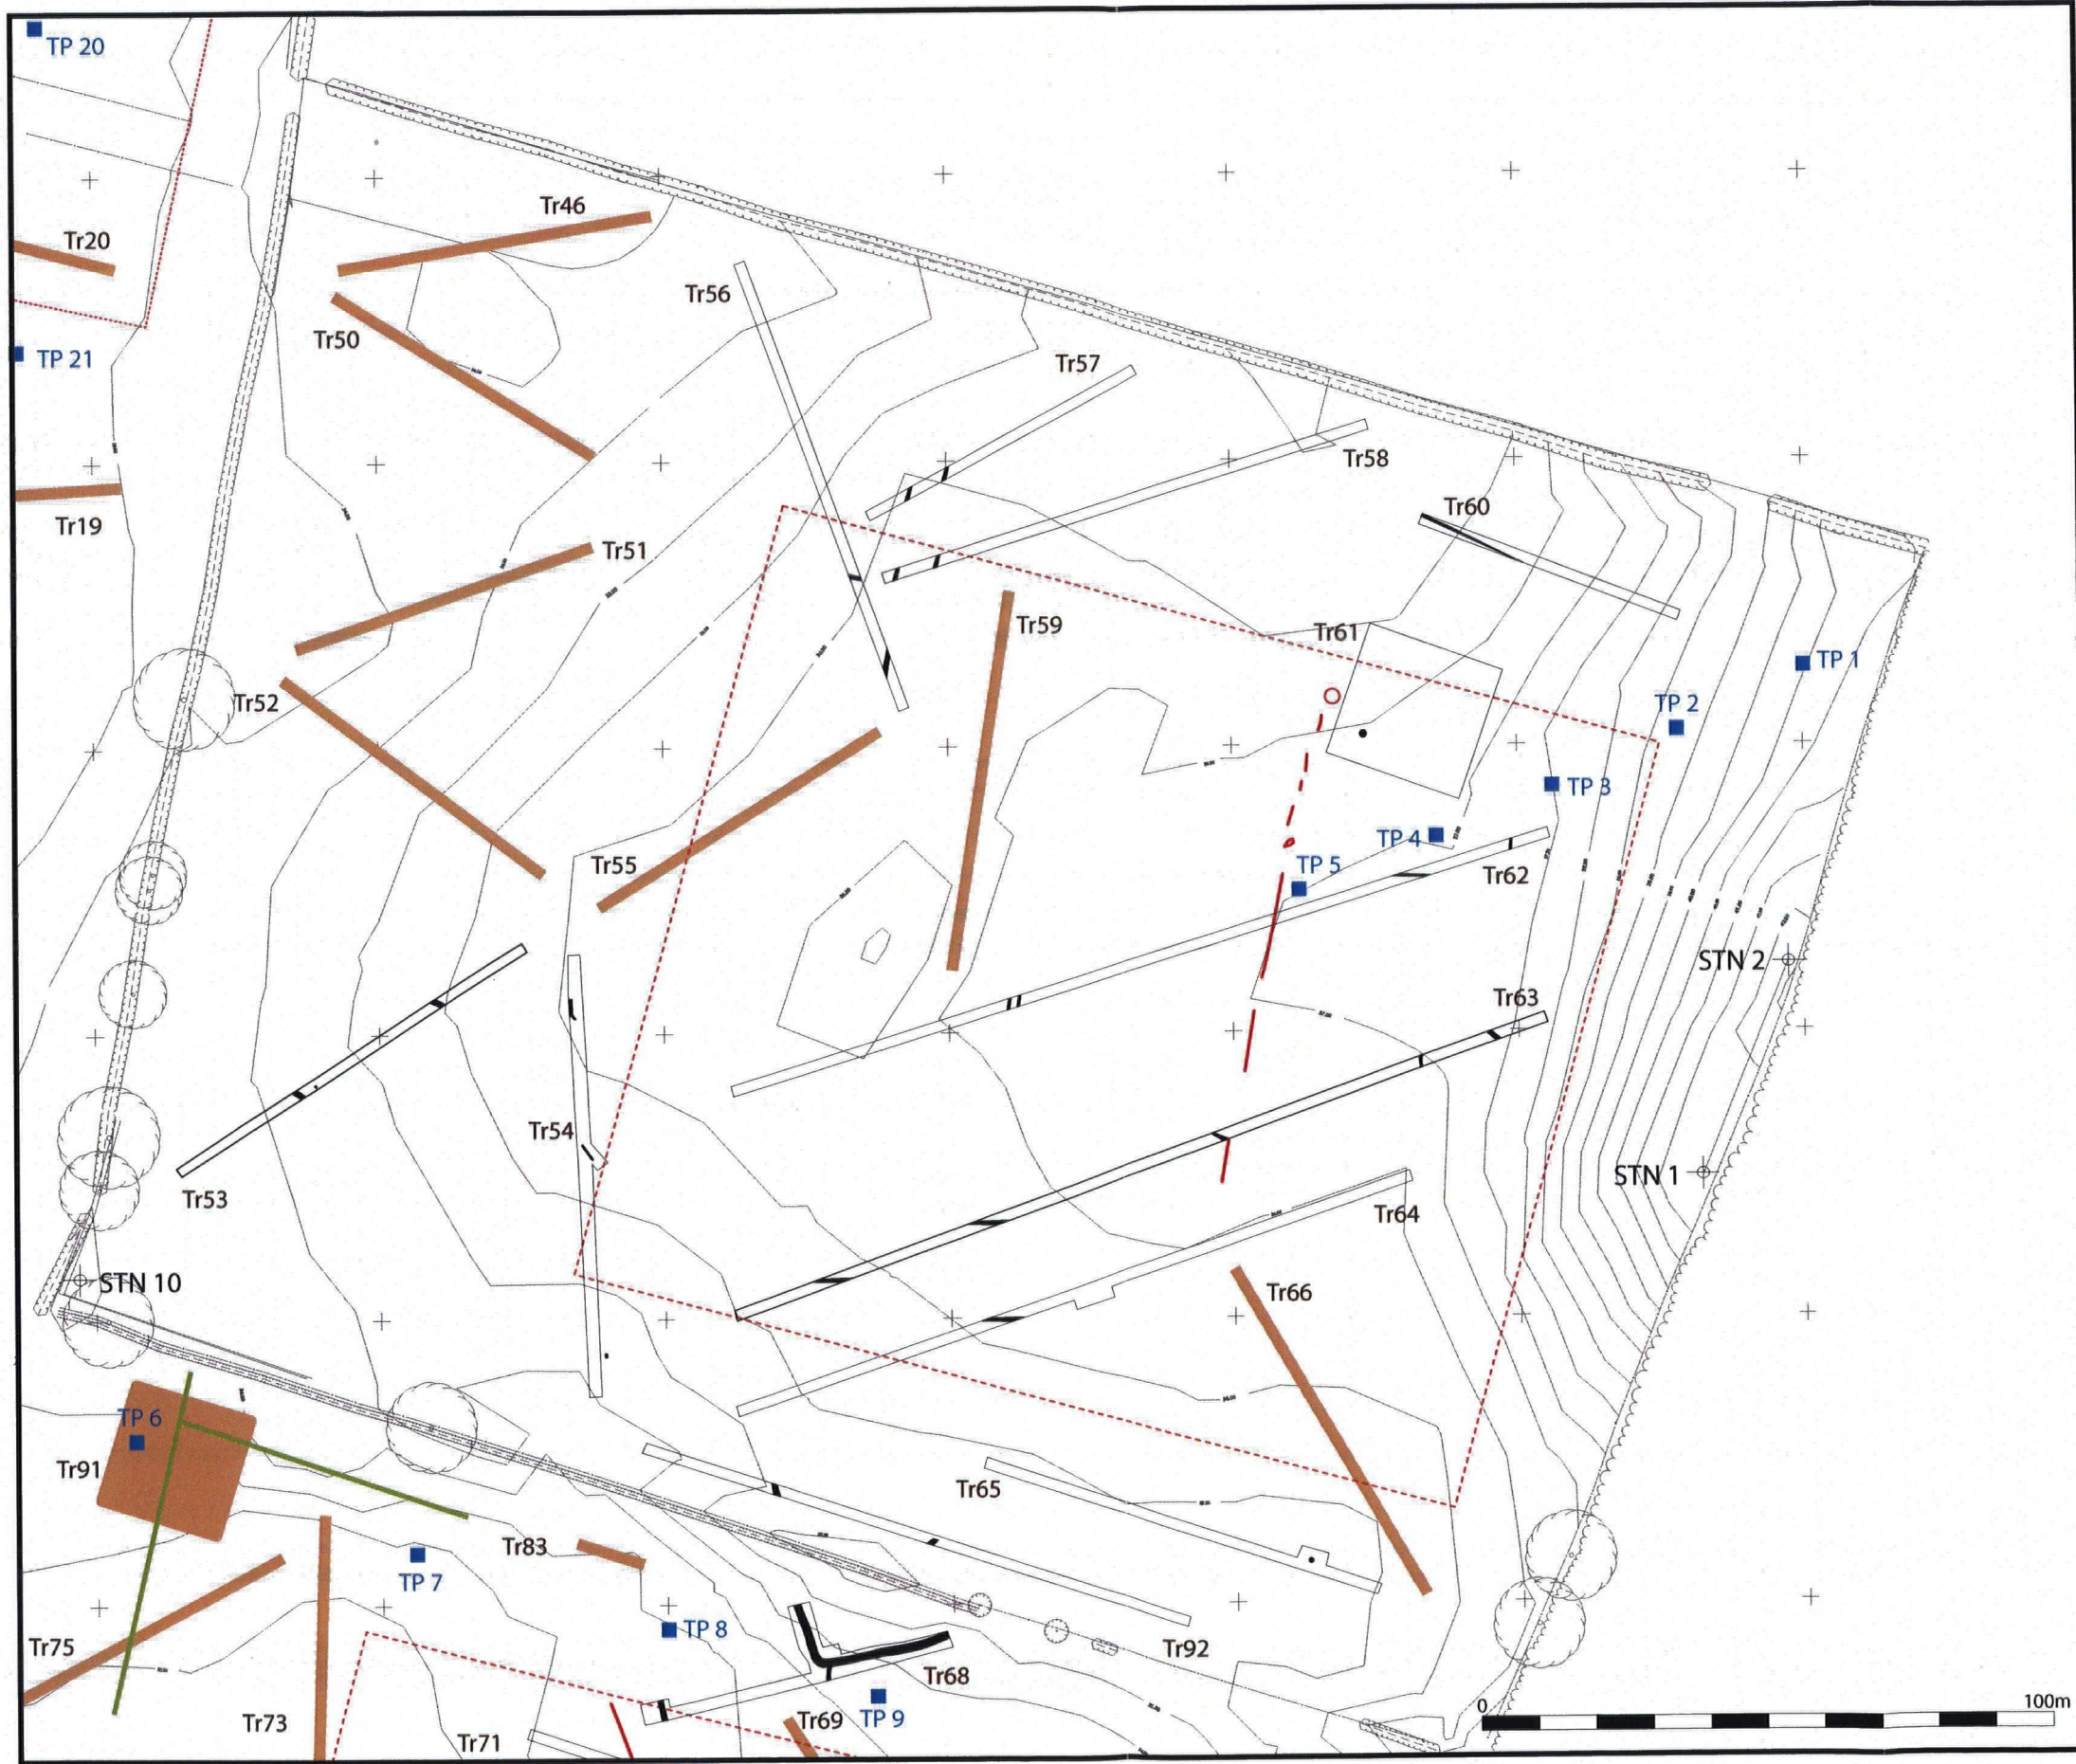 TP 20
Tr46
Tr20
Tr56
Tr50
TP 21
Tr57
Tr58
Tr60
Tr19
Tr51
Tr59
Tr61
TP 1
Tr52
TP 2
TP 3
TP 4
Tr55
TP 5
Tr62
STN 2
Tr63
Tr54
STN 1
Tr53
Tr64
STN 10
Tr66
TP 6
Tr91
Tr65
Tr83
TP 7
TP 8
Tr75
Tr92
Tr68
0
100m
Tr73
Tr69
TP 9
Tr71